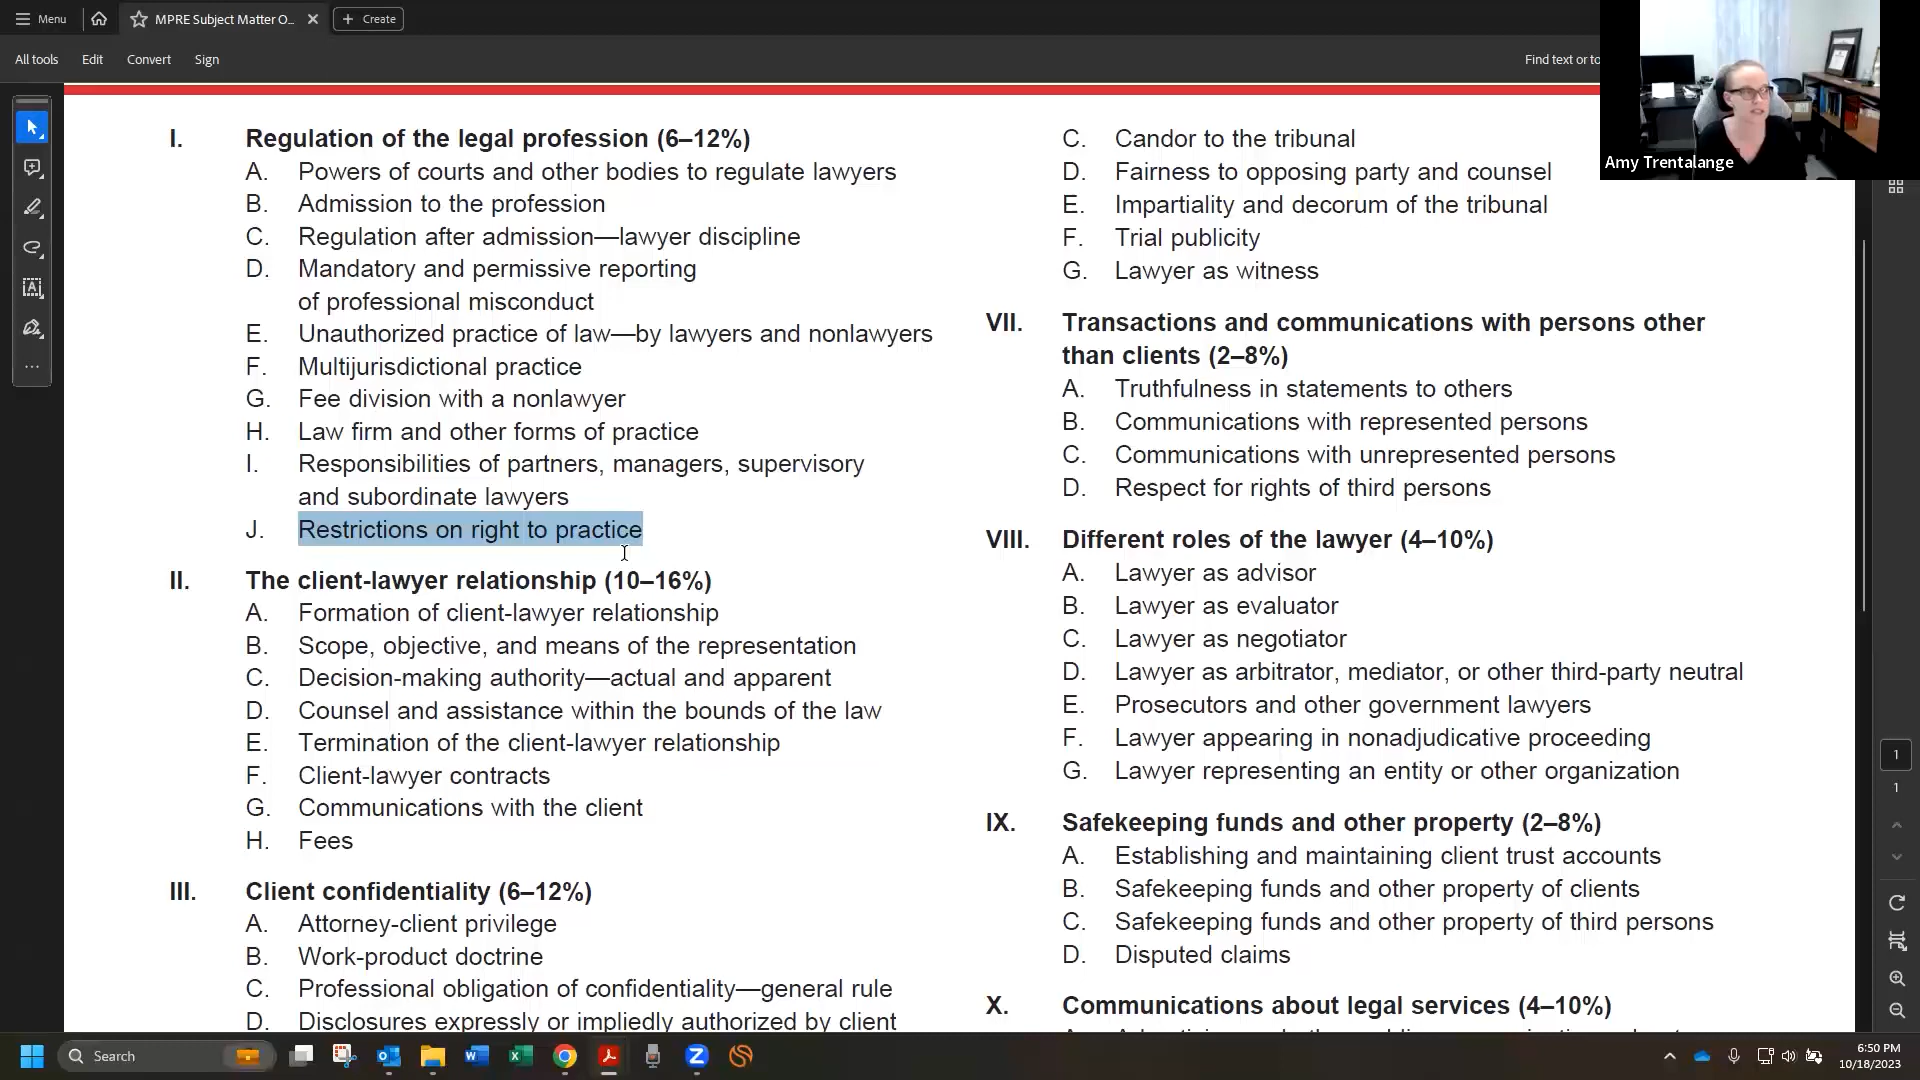 Menu
MPRE Subject Matter O...
Create
All tools
Edit
Convert
Sign
Find text or to
Amy Trentalange
I. Regulation of the legal profession (6–12%)
A. Powers of courts and other bodies to regulate lawyers
B. Admission to the profession
C. Regulation after admission—lawyer discipline
D. Mandatory and permissive reporting
of professional misconduct
E. Unauthorized practice of law—by lawyers and nonlawyers
F. Multijurisdictional practice
G. Fee division with a nonlawyer
H. Law firm and other forms of practice
I. Responsibilities of partners, managers, supervisory
and subordinate lawyers
J. Restrictions on right to practice
II. The client-lawyer relationship (10–16%)
A. Formation of client-lawyer relationship
B. Scope, objective, and means of the representation
C. Decision-making authority—actual and apparent
D. Counsel and assistance within the bounds of the law
E. Termination of the client-lawyer relationship
F. Client-lawyer contracts
G. Communications with the client
H. Fees
III. Client confidentiality (6–12%)
A. Attorney-client privilege
B. Work-product doctrine
C. Professional obligation of confidentiality—general rule
D. Disclosures expressly or impliedly authorized by client
C. Candor to the tribunal
D. Fairness to opposing party and counsel
E. Impartiality and decorum of the tribunal
F. Trial publicity
G. Lawyer as witness
VII. Transactions and communications with persons other
than clients (2–8%)
A. Truthfulness in statements to others
B. Communications with represented persons
C. Communications with unrepresented persons
D. Respect for rights of third persons
VIII. Different roles of the lawyer (4–10%)
A. Lawyer as advisor
B. Lawyer as evaluator
C. Lawyer as negotiator
D. Lawyer as arbitrator, mediator, or other third-party neutral
E. Prosecutors and other government lawyers
F. Lawyer appearing in nonadjudicative proceeding
G. Lawyer representing an entity or other organization
IX. Safekeeping funds and other property (2–8%)
A. Establishing and maintaining client trust accounts
B. Safekeeping funds and other property of clients
C. Safekeeping funds and other property of third persons
D. Disputed claims
X. Communications about legal services (4–10%)
1
1
Search
6:50 PM
10/18/2023